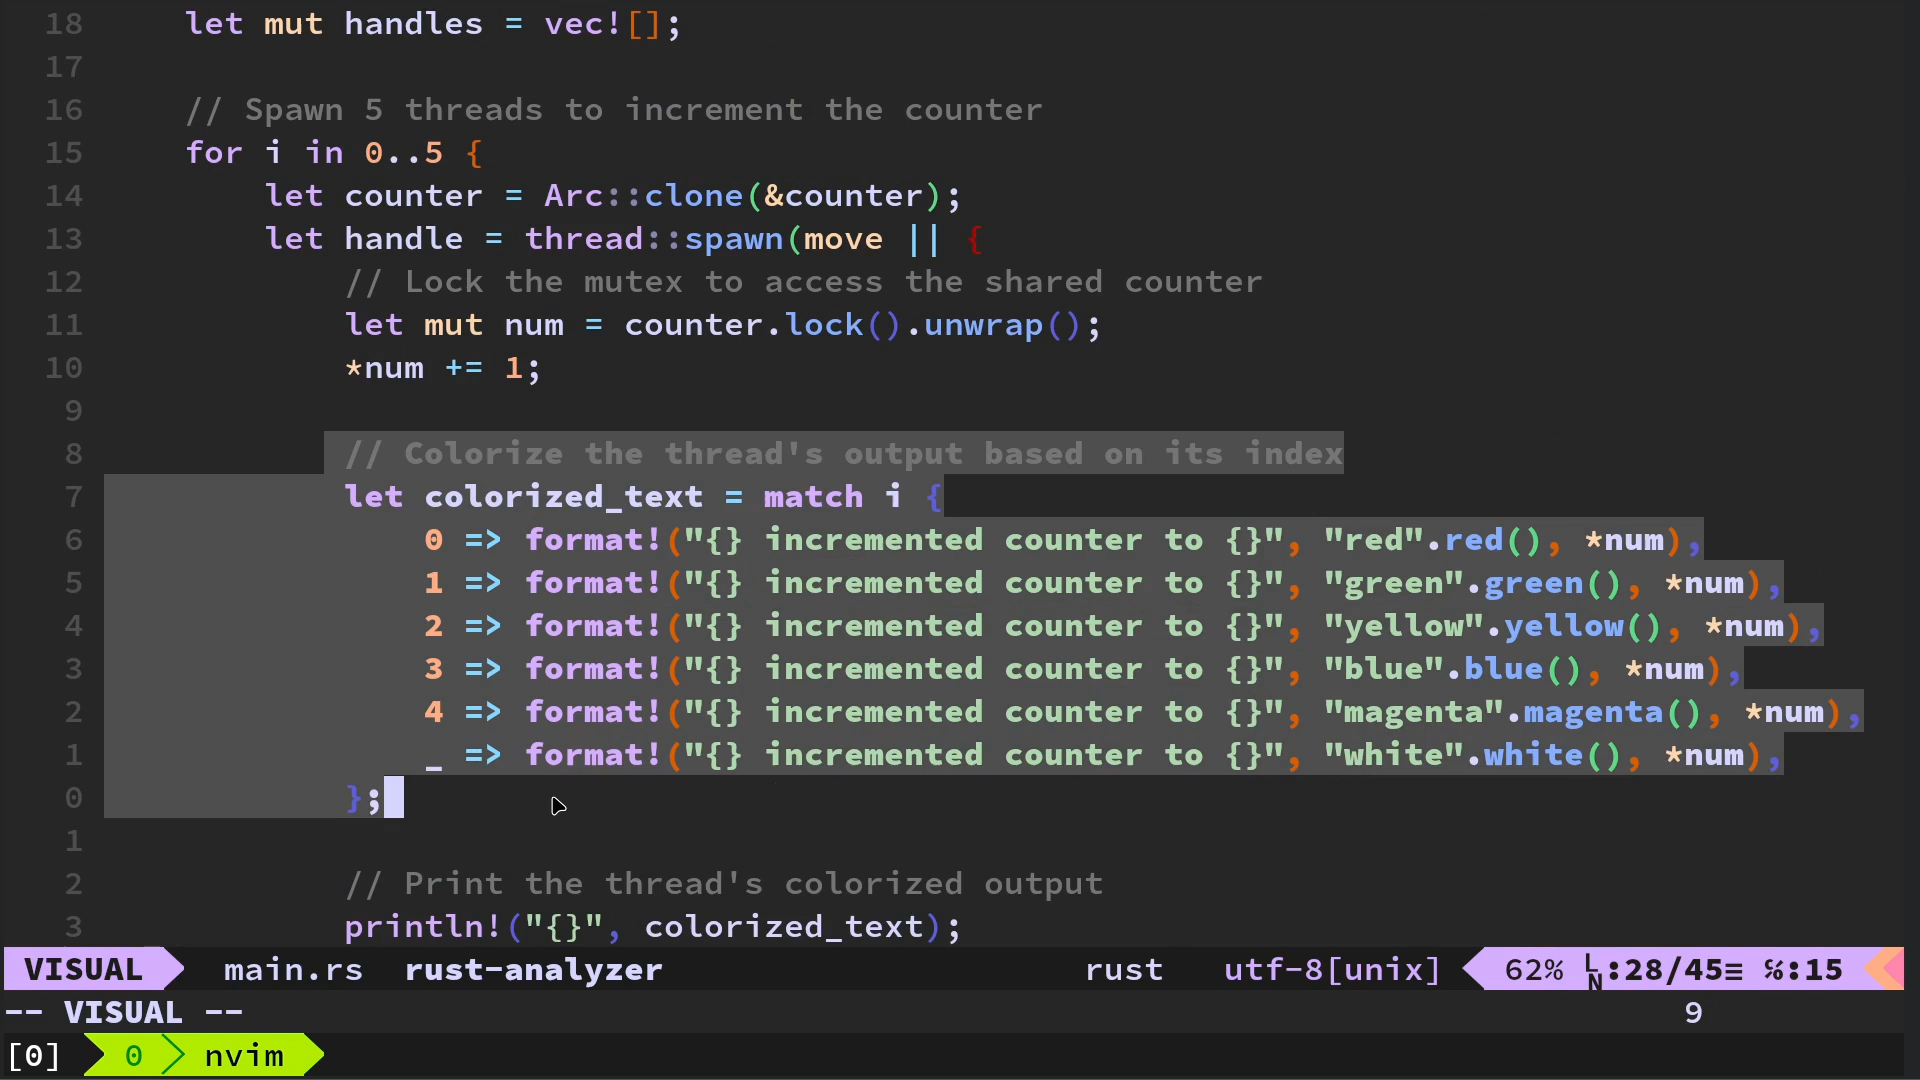 18     let mut handles = vec![];
17
16     // Spawn 5 threads to increment the counter
15     for i in 0..5 {
14         let counter = Arc::clone(&counter);
13         let handle = thread::spawn(move || {
12             // Lock the mutex to access the shared counter
11             let mut num = counter.lock().unwrap();
10             *num += 1;
9
8             // Colorize the thread's output based on its index
7             let colorized_text = match i {
6                 0 => format!("{} incremented counter to {}", "red".red(), *num),
5                 1 => format!("{} incremented counter to {}", "green".green(), *num),
4                 2 => format!("{} incremented counter to {}", "yellow".yellow(), *num),
3                 3 => format!("{} incremented counter to {}", "blue".blue(), *num),
2                 4 => format!("{} incremented counter to {}", "magenta".magenta(), *num),
1                 _ => format!("{} incremented counter to {}", "white".white(), *num),
0             };
1
2             // Print the thread's colorized output
3             println!("{}", colorized_text);
VISUAL  main.rs  rust-analyzer  rust  utf-8[unix]  62% LN:28/45≡ ℅:15
-- VISUAL --  9
[0]  0  nvim